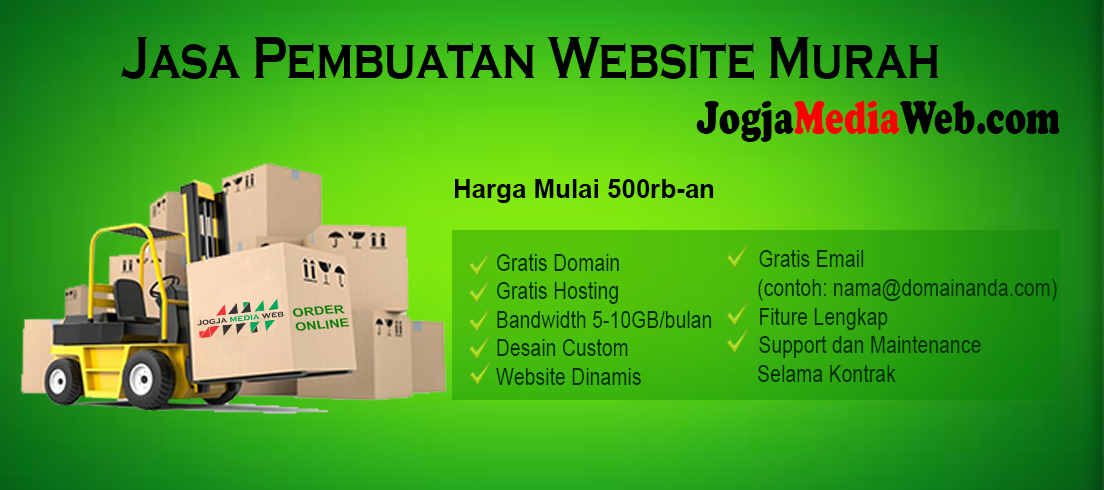 JASA PEMBUATAN WEBSITE MURAH
JogjaMediaWeb.com
Harga Mulai 500rb-an
Gratis Domain
Gratis Hosting
Bandwidth 5-10GB/bulan
Desain Custom
Website Dinamis
Gratis Email
(contoh: nama@domainanda.com)
Fiture Lengkap
Support dan Maintenance
Selama Kontrak
JOGJA MEDIA WEB
ORDER
ONLINE